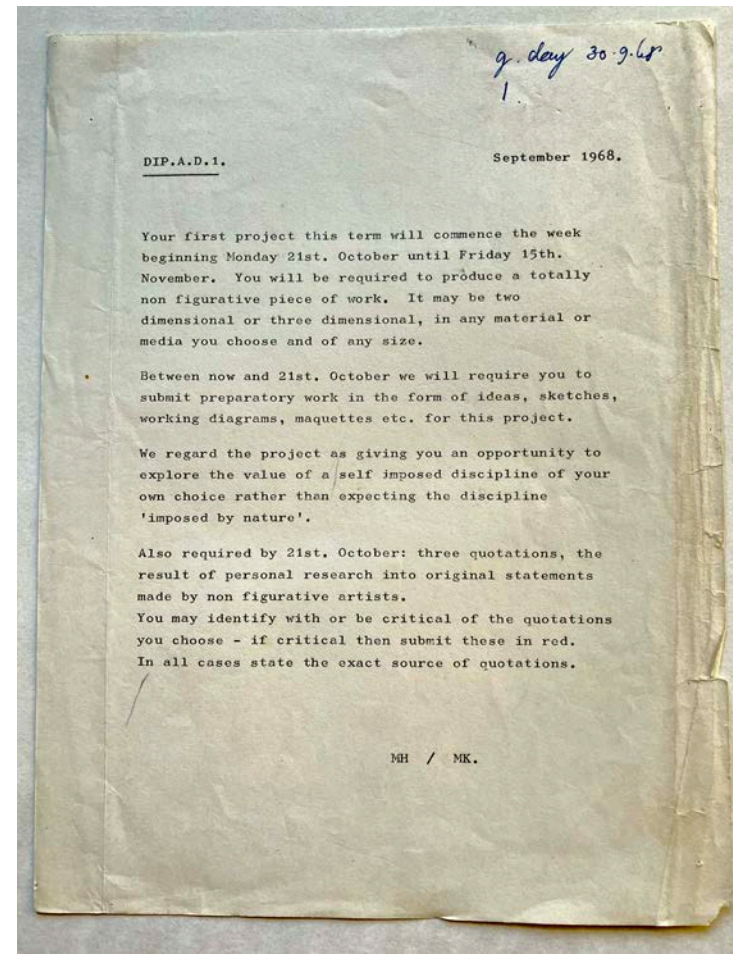 g. day 30.9.68
1.
DIP.A.D.1.
September 1968.
Your first project this term will commence the week
beginning Monday 21st. October until Friday 15th.
November. You will be required to produce a totally
non figurative piece of work. It may be two
dimensional or three dimensional, in any material or
media you choose and of any size.
Between now and 21st. October we will require you to
submit preparatory work in the form of ideas, sketches,
working diagrams, maquettes etc. for this project.
We regard the project as giving you an opportunity to
explore the value of a self imposed discipline of your
own choice rather than expecting the discipline
'imposed by nature'.
Also required by 21st. October: three quotations, the
result of personal research into original statements
made by non figurative artists.
You may identify with or be critical of the quotations
you choose - if critical then submit these in red.
In all cases state the exact source of quotations.
MH / MK.